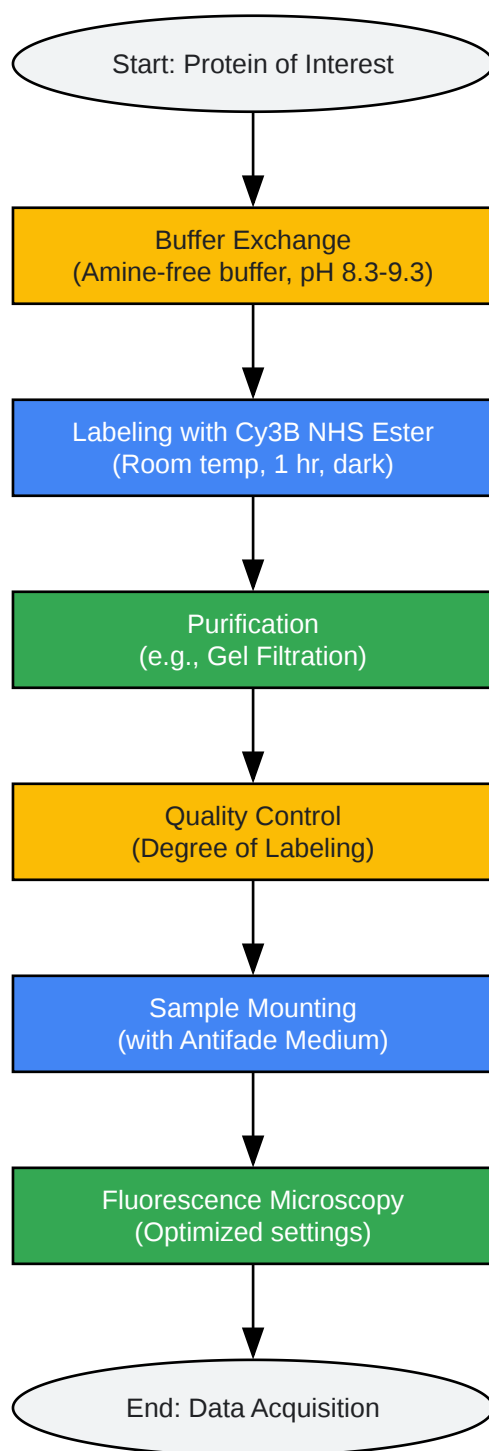 Start: Protein of Interest
Buffer Exchange
(Amine-free buffer, pH 8.3-9.3)
Labeling with Cy3B NHS Ester
(Room temp, 1 hr, dark)
Purification
(e.g., Gel Filtration)
Quality Control
(Degree of Labeling)
Sample Mounting
(with Antifade Medium)
Fluorescence Microscopy
(Optimized settings)
End: Data Acquisition